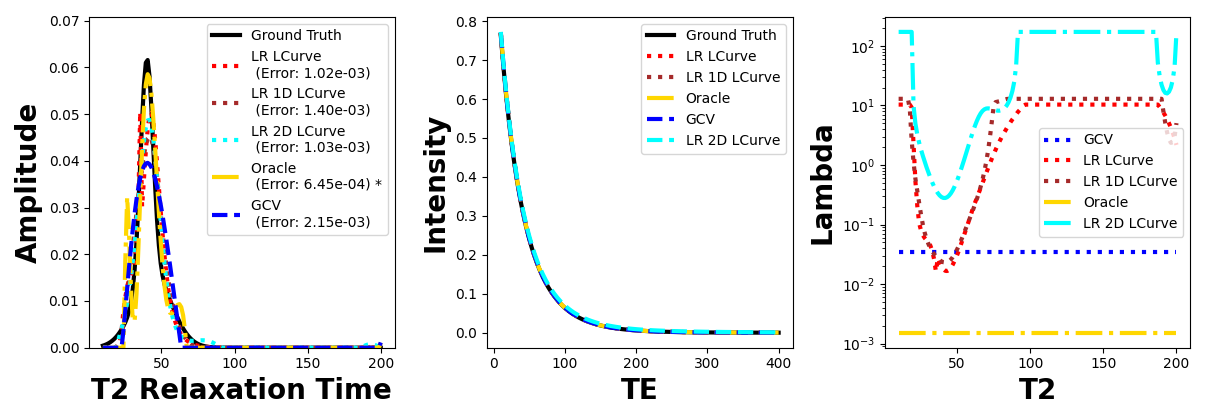 0.07
0.06
0.05
0.04
0.03
0.02
0.01
0.00
50
100
150
200
Amplitude
T2 Relaxation Time
Ground Truth
LR LCurve
(Error: 1.02e-03)
LR 1D LCurve
(Error: 1.40e-03)
LR 2D LCurve
(Error: 1.03e-03)
Oracle
(Error: 6.45e-04) *
GCV
(Error: 2.15e-03)
0.8
0.7
0.6
0.5
0.4
0.3
0.2
0.1
0.0
0
100
200
300
400
Intensity
TE
Ground Truth
LR LCurve
LR 1D LCurve
Oracle
GCV
LR 2D LCurve
10²
10¹
10⁰
10⁻¹
10⁻²
10⁻³
50
100
150
200
Lambda
T2
GCV
LR LCurve
LR 1D LCurve
Oracle
LR 2D LCurve